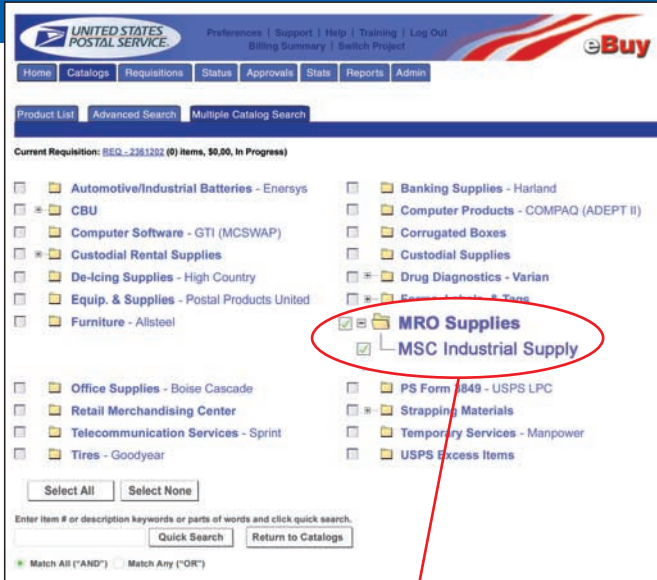 UNITED STATES
POSTAL SERVICE®
Preferences | Support | Help | Training | Log Out
Billing Summary | Switch Project
eBuy
Home Catalogs Requisitions Status Approvals Stats Reports Admin
Product List Advanced Search Multiple Catalog Search
Current Requisition: REQ - 2361202 (0) items, $0,00, In Progress)
Automotive/Industrial Batteries - Enersys
Banking Supplies - Harland
CBU
Computer Products - COMPAQ (ADEPT II)
Computer Software - GTI (MCSWAP)
Corrugated Boxes
Custodial Rental Supplies
Custodial Supplies
De-Icing Supplies - High Country
Drug Diagnostics - Varian
Equip. & Supplies - Postal Products United
Forms, Labels, & Tags
Furniture - Allsteel
MRO Supplies
MSC Industrial Supply
Office Supplies - Boise Cascade
PS Form 3849 - USPS LPC
Retail Merchandising Center
Strapping Materials
Telecommunication Services - Sprint
Temporary Services - Manpower
Tires - Goodyear
USPS Excess Items
Select All Select None
Enter item # or description keywords or parts of words and click quick search.
Quick Search Return to Catalogs
Match All ("AND") Match Any ("OR")